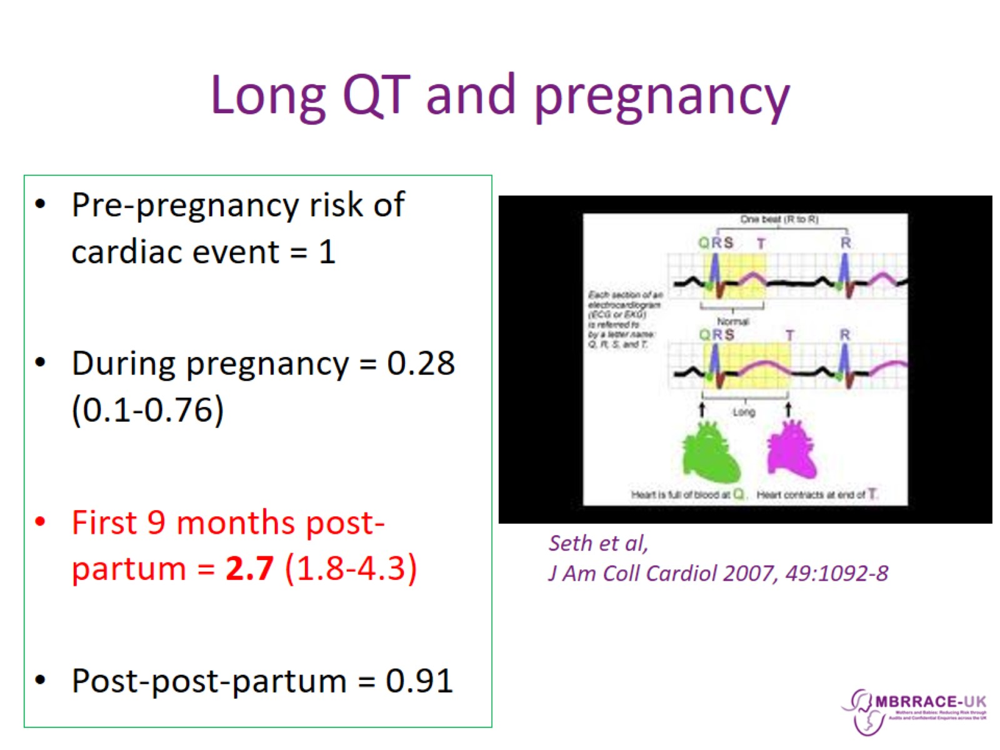 Long QT and pregnancy
• Pre-pregnancy risk of
cardiac event = 1
• During pregnancy = 0.28
(0.1-0.76)
• First 9 months post-
partum = 2.7 (1.8-4.3)
• Post-post-partum = 0.91
One beat (R to R)
Q R S T R
Each section of an
electrocardiogram
(ECG or EKG)
is referred to
by a letter name:
Q, R, S, and T.
Normal
Q R S T R
Long
Heart is full of blood at Q. Heart contracts at end of T.
Seth et al,
J Am Coll Cardiol 2007, 49:1092-8
MBRRACE-UK
Mothers and Babies: Reducing Risk through
Audits and Confidential Enquiries across the UK